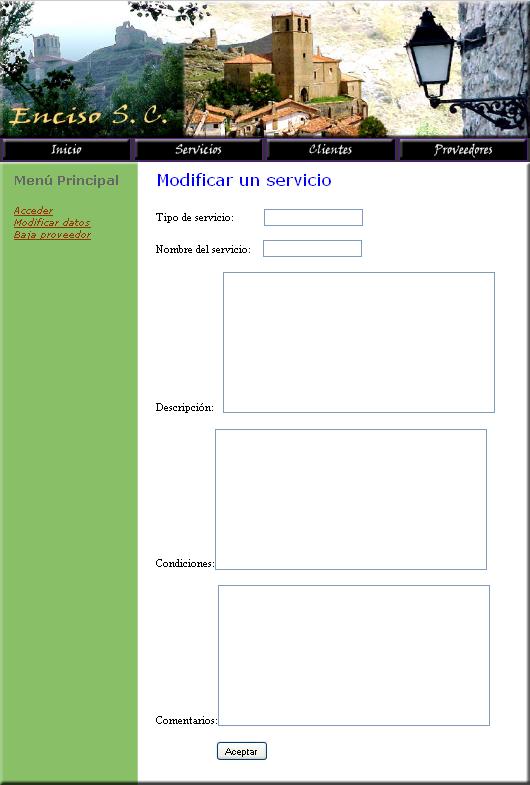 Enciso S. C.
Inicio Servicios Clientes Proveedores
Menú Principal
Acceder
Modificar datos
Baja proveedor
Modificar un servicio
Tipo de servicio:
Nombre del servicio:
Descripción:
Condiciones:
Comentarios:
Aceptar